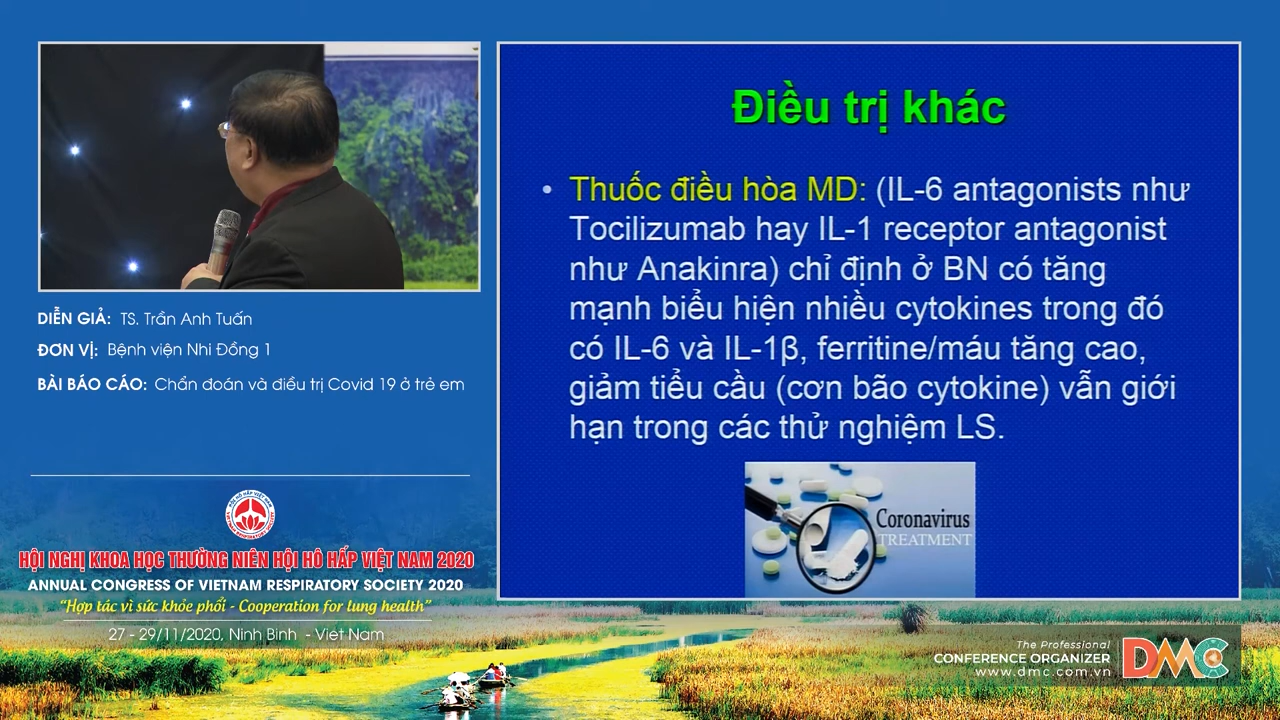 Điều trị khác
• Thuốc điều hòa MD: (IL-6 antagonists như
Tocilizumab hay IL-1 receptor antagonist
như Anakinra) chỉ định ở BN có tăng
mạnh biểu hiện nhiều cytokines trong đó
có IL-6 và IL-1β, ferritine/máu tăng cao,
giảm tiểu cầu (cơn bão cytokine) vẫn giới
hạn trong các thử nghiệm LS.
Coronavirus
TREATMENT
DIỄN GIẢ: TS. Trần Anh Tuấn
ĐƠN VỊ: Bệnh viện Nhi Đồng 1
BÀI BÁO CÁO: Chẩn đoán và điều trị Covid 19 ở trẻ em
HỘI NGHỊ KHOA HỌC THƯỜNG NIÊN HỘI HÔ HẤP VIỆT NAM 2020
ANNUAL CONGRESS OF VIETNAM RESPIRATORY SOCIETY 2020
“Hợp tác vì sức khỏe phổi - Cooperation for lung health”
27 - 29/11/2020, Ninh Bình - Việt Nam
The Professional
CONFERENCE ORGANIZER
www.dmc.com.vn
DMC